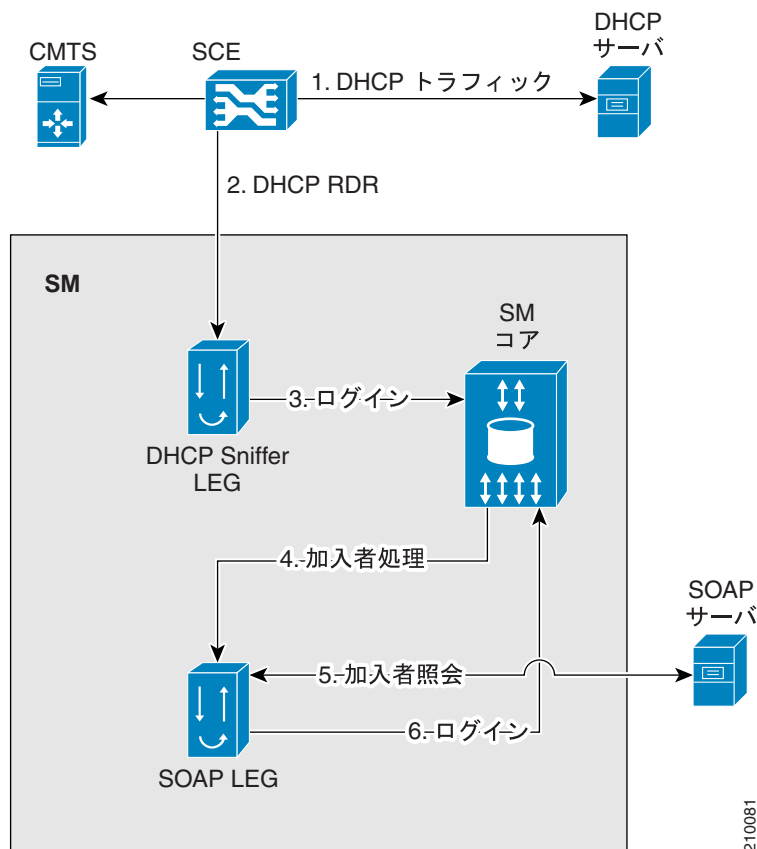 DHCP
サーバ
CMTS
SCE
1. DHCP トラフィック
2. DHCP RDR
SM
SM
コア
3. ログイン
DHCP Sniffer
LEG
4. 加入者処理
SOAP
サーバ
5. 加入者照会
6. ログイン
SOAP LEG
210081